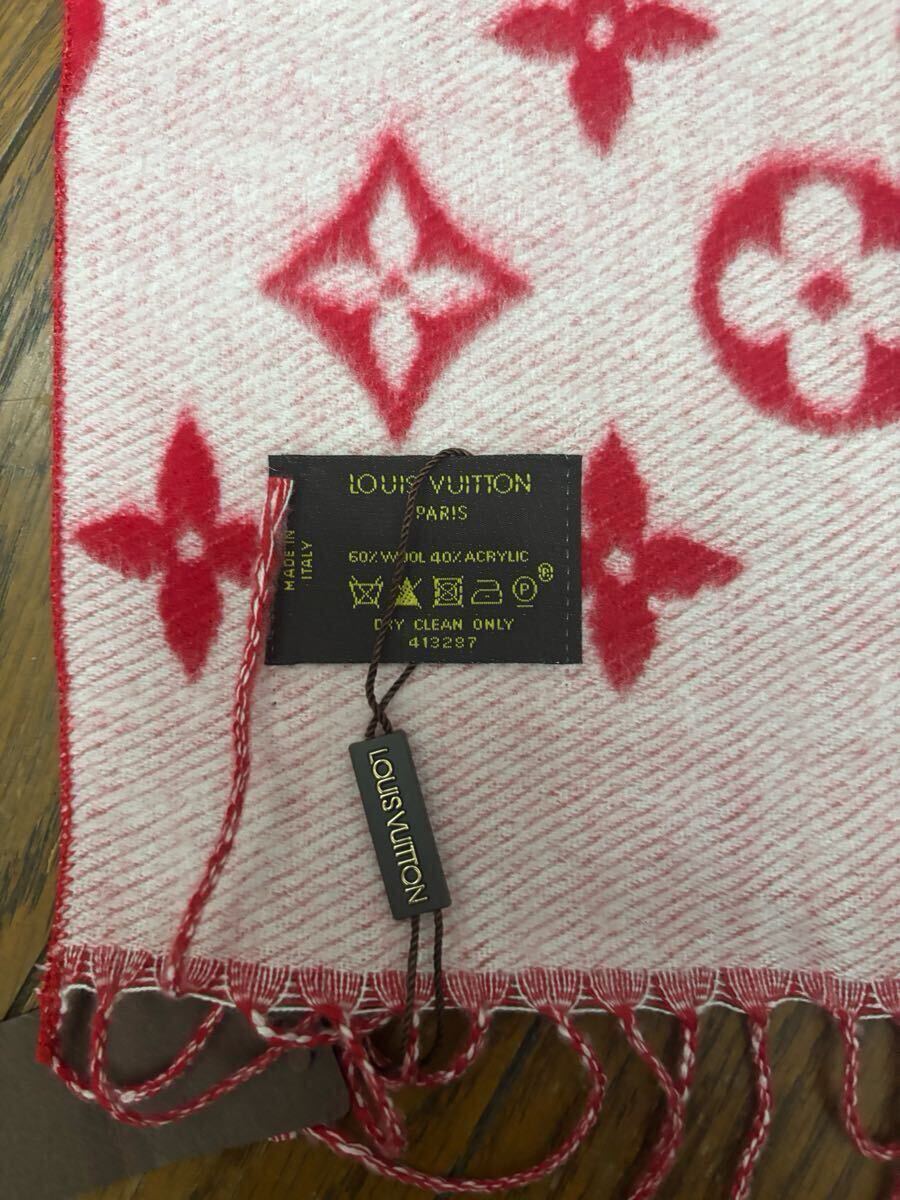 LOUIS VUITTON
PARIS
MADE IN
ITALY
60% WOOL 40% ACRYLIC
P
DRY CLEAN ONLY
413287
LOUIS VUITTON